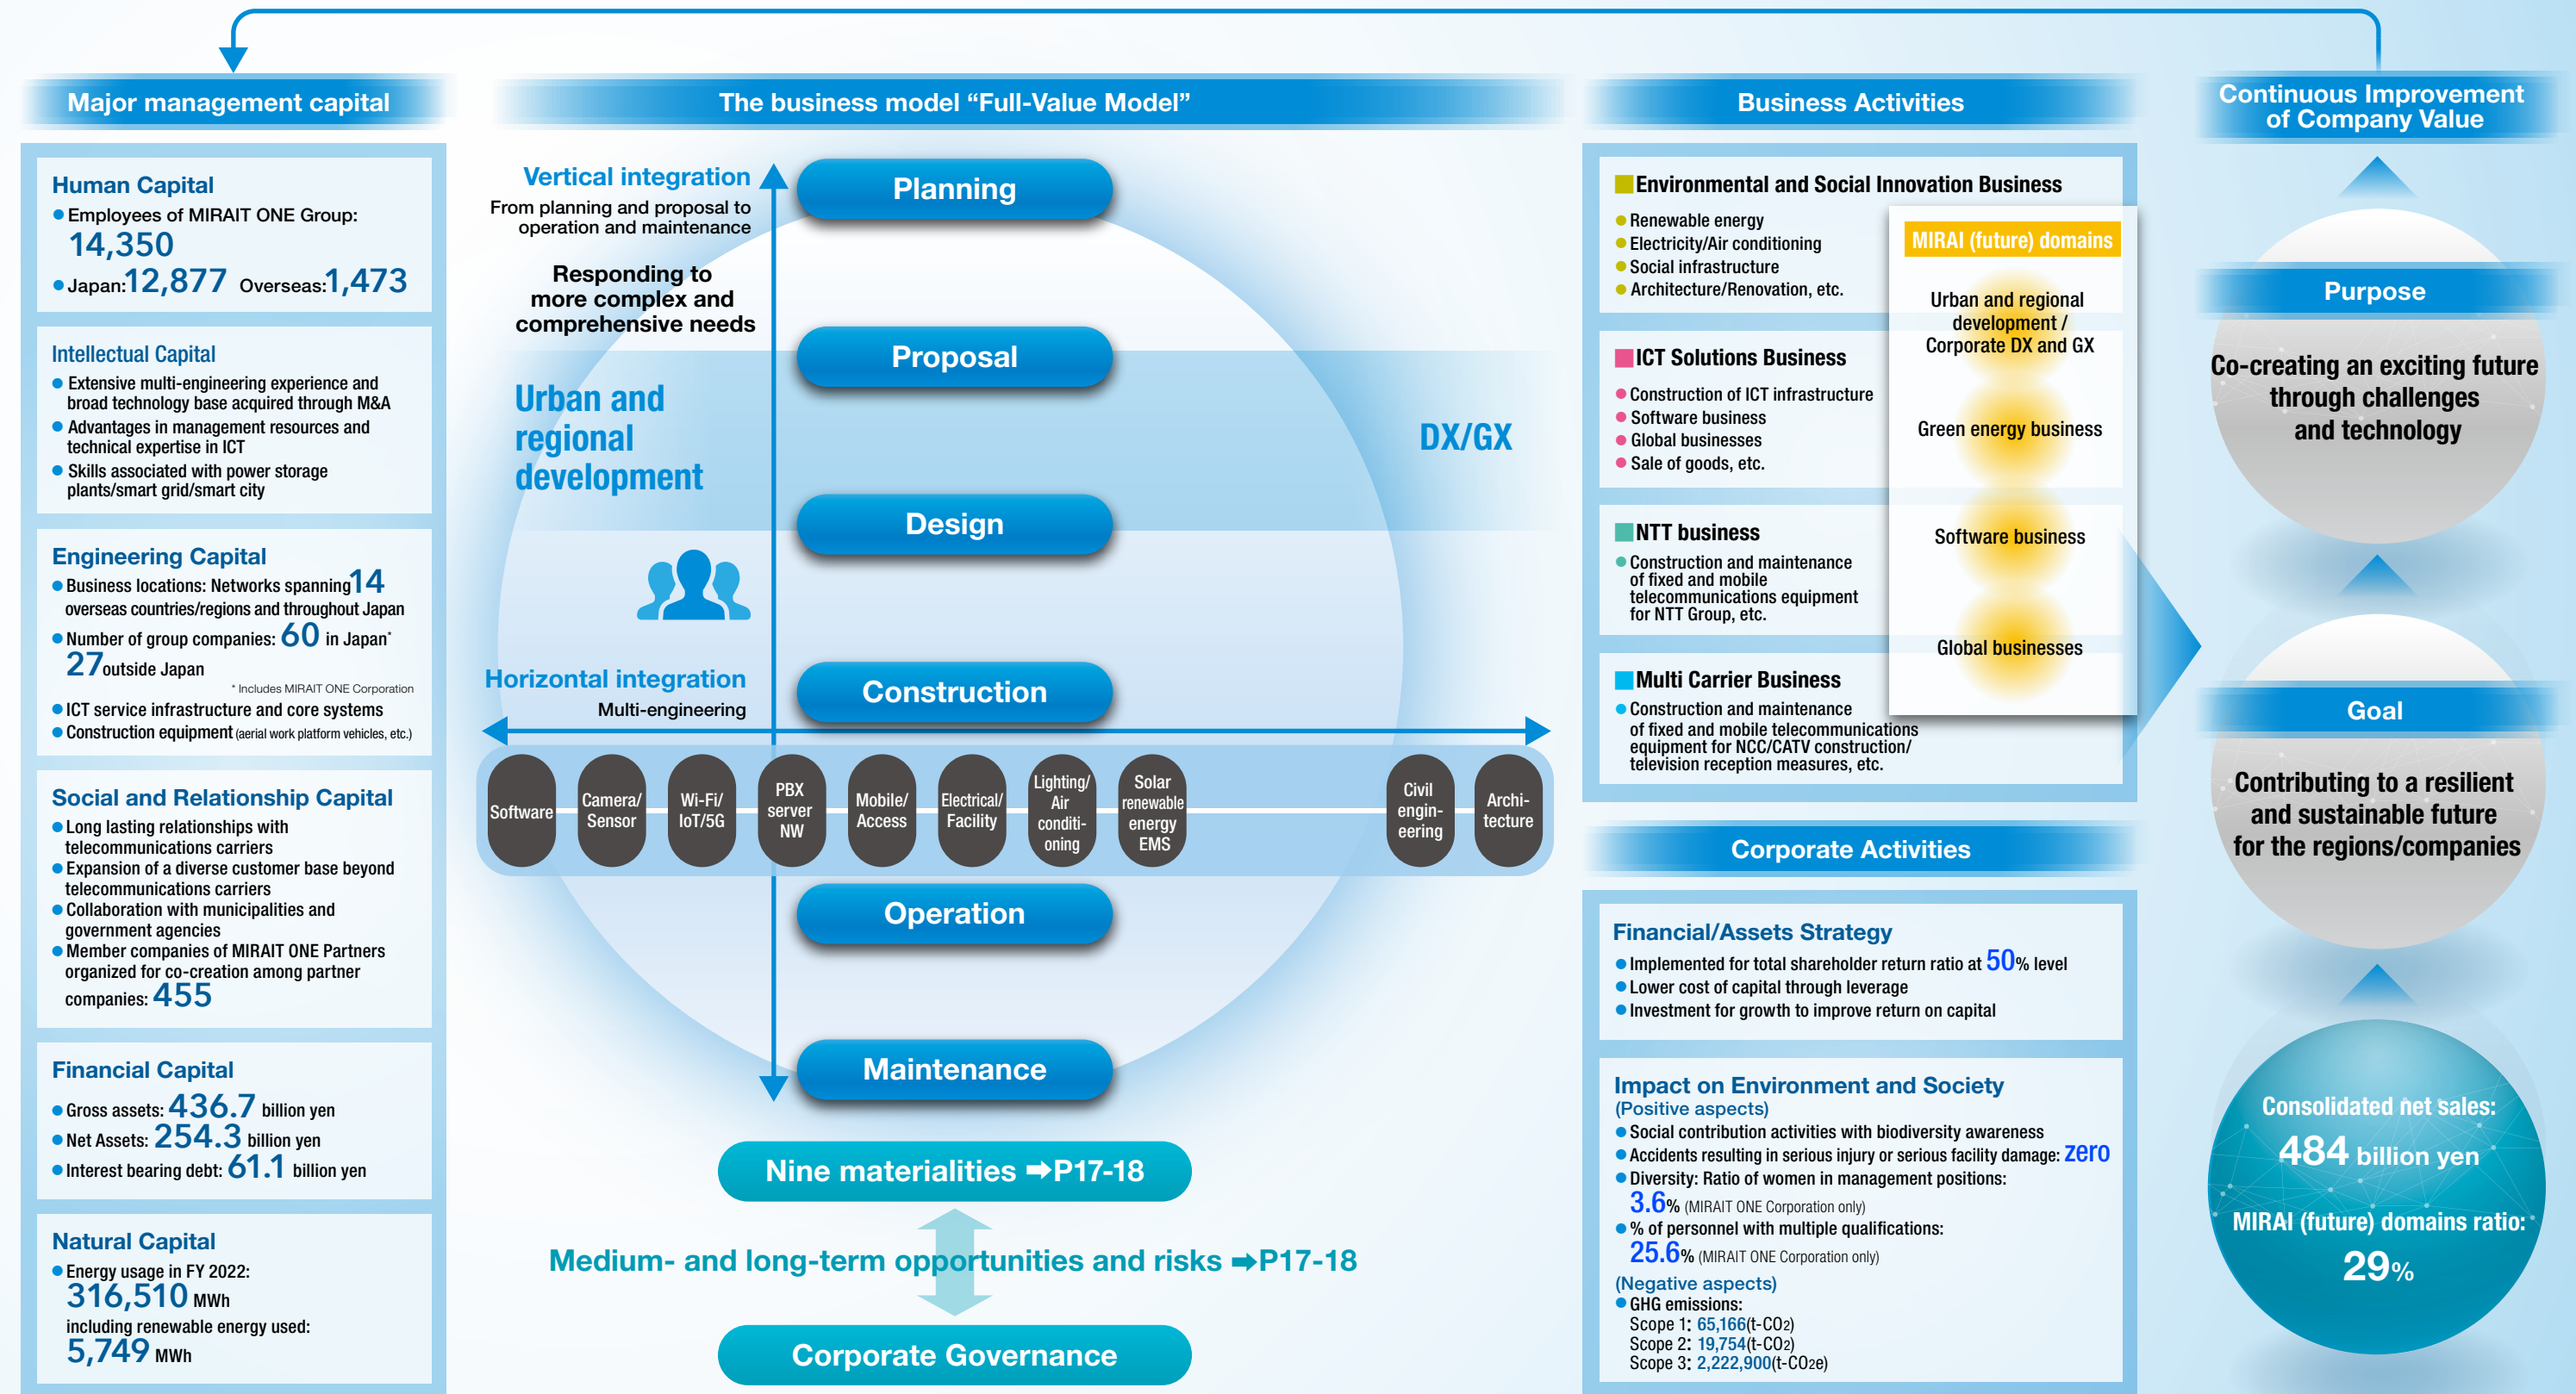 Major management capital
Human Capital
● Employees of MIRAIT ONE Group:
14,350
● Japan:12,877 Overseas:1,473
Intellectual Capital
● Extensive multi-engineering experience and
broad technology base acquired through M&A
● Advantages in management resources and
technical expertise in ICT
● Skills associated with power storage
plants/smart grid/smart city
Engineering Capital
● Business locations: Networks spanning 14
overseas countries/regions and throughout Japan
● Number of group companies: 60 in Japan*
27 outside Japan
* Includes MIRAIT ONE Corporation
● ICT service infrastructure and core systems
● Construction equipment (aerial work platform vehicles, etc.)
Social and Relationship Capital
● Long lasting relationships with
telecommunications carriers
● Expansion of a diverse customer base beyond
telecommunications carriers
● Collaboration with municipalities and
government agencies
● Member companies of MIRAIT ONE Partners
organized for co-creation among partner
companies: 455
Financial Capital
● Gross assets: 436.7 billion yen
● Net Assets: 254.3 billion yen
● Interest bearing debt: 61.1 billion yen
Natural Capital
● Energy usage in FY 2022:
316,510 MWh
including renewable energy used:
5,749 MWh
The business model “Full-Value Model”
Vertical integration
From planning and proposal to
operation and maintenance
Responding to
more complex and
comprehensive needs
Urban and
regional
development
DX/GX
Planning
Proposal
Design
Construction
Horizontal integration
Multi-engineering
Software
Camera/
Sensor
Wi-Fi/
IoT/5G
PBX
server
NW
Mobile/
Access
Electrical/
Facility
Lighting/
Air
conditi-
oning
Solar
renewable
energy
EMS
Civil
engin-
eering
Archi-
tecture
Operation
Maintenance
Nine materialities ➡P17-18
Medium- and long-term opportunities and risks ➡P17-18
Corporate Governance
Business Activities
Environmental and Social Innovation Business
● Renewable energy
● Electricity/Air conditioning
● Social infrastructure
● Architecture/Renovation, etc.
ICT Solutions Business
● Construction of ICT infrastructure
● Software business
● Global businesses
● Sale of goods, etc.
NTT business
● Construction and maintenance
of fixed and mobile
telecommunications equipment
for NTT Group, etc.
Multi Carrier Business
● Construction and maintenance
of fixed and mobile telecommunications
equipment for NCC/CATV construction/
television reception measures, etc.
MIRAI (future) domains
Urban and regional
development /
Corporate DX and GX
Green energy business
Software business
Global businesses
Corporate Activities
Financial/Assets Strategy
● Implemented for total shareholder return ratio at 50% level
● Lower cost of capital through leverage
● Investment for growth to improve return on capital
Impact on Environment and Society
(Positive aspects)
● Social contribution activities with biodiversity awareness
● Accidents resulting in serious injury or serious facility damage: zero
● Diversity: Ratio of women in management positions:
3.6% (MIRAIT ONE Corporation only)
● % of personnel with multiple qualifications:
25.6% (MIRAIT ONE Corporation only)
(Negative aspects)
● GHG emissions:
Scope 1: 65,166(t-CO2)
Scope 2: 19,754(t-CO2)
Scope 3: 2,222,900(t-CO2e)
Continuous Improvement
of Company Value
Purpose
Co-creating an exciting future
through challenges
and technology
Goal
Contributing to a resilient
and sustainable future
for the regions/companies
Consolidated net sales:
484 billion yen
MIRAI (future) domains ratio:
29%